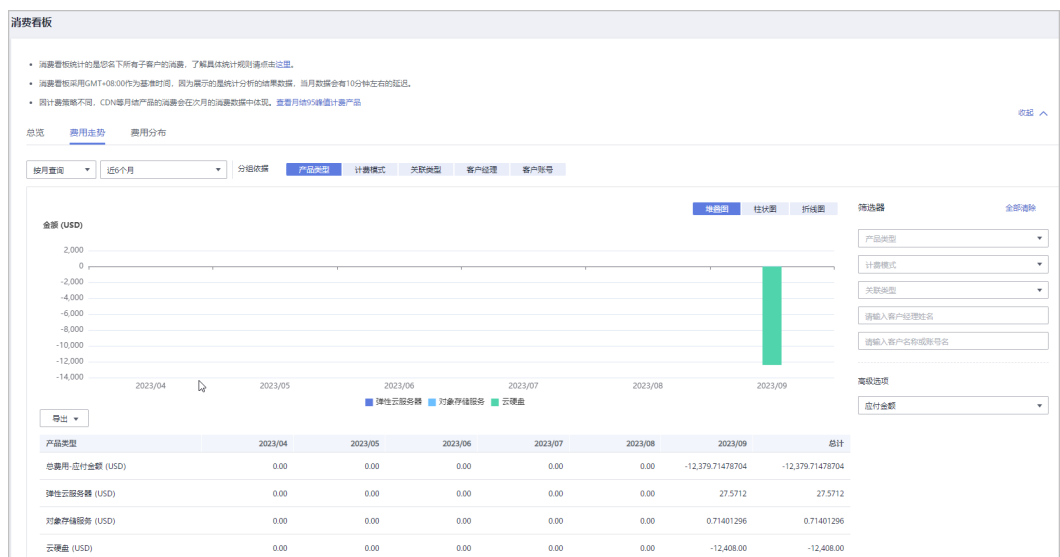 消费看板
• 消费看板统计的是您名下所有子客户的消费，了解具体统计规则请点击这里。
• 消费看板采用GMT+08:00作为基准时间，因为展示的是统计分析的结果数据，当月数据会有10分钟左右的延迟。
• 因计费策略不同，CDN等月结产品的消费会在次月的消费数据中体现。查看月结95峰值计费产品
收起
总览 费用走势 费用分布
按月查询 近6个月 分组依据 产品类型 计费模式 关联类型 客户经理 客户账号
堆叠图 柱状图 折线图 筛选器 全部清除
金额 (USD)
产品类型
计费模式
关联类型
请输入客户经理姓名
请输入客户名称或账号名
高级选项
应付金额
2,000
0
-2,000
-4,000
-6,000
-8,000
-10,000
-12,000
-14,000
2023/04 2023/05 2023/06 2023/07 2023/08 2023/09
弹性云服务器 对象存储服务 云硬盘
导出
产品类型 2023/04 2023/05 2023/06 2023/07 2023/08 2023/09 总计
总费用-应付金额 (USD) 0.00 0.00 0.00 0.00 0.00 -12,379.71478704 -12,379.71478704
弹性云服务器 (USD) 0.00 0.00 0.00 0.00 0.00 27.5712 27.5712
对象存储服务 (USD) 0.00 0.00 0.00 0.00 0.00 0.71401296 0.71401296
云硬盘 (USD) 0.00 0.00 0.00 0.00 0.00 -12,408.00 -12,408.00